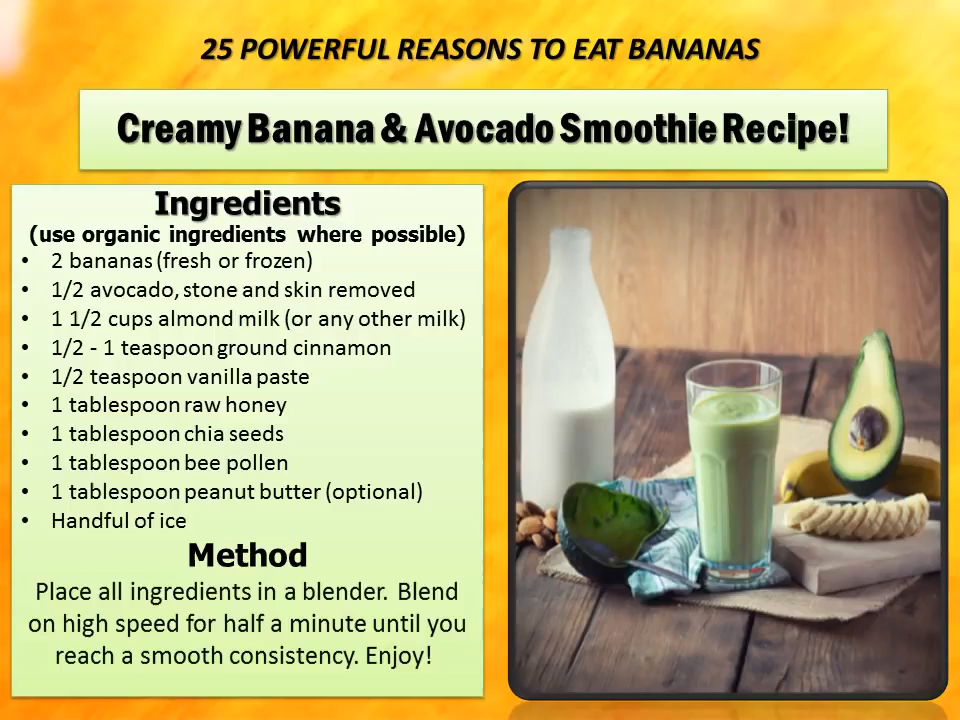 25 POWERFUL REASONS TO EAT BANANAS
Creamy Banana & Avocado Smoothie Recipe!
Ingredients
(use organic ingredients where possible)
• 2 bananas (fresh or frozen)
• 1/2 avocado, stone and skin removed
• 1 1/2 cups almond milk (or any other milk)
• 1/2 - 1 teaspoon ground cinnamon
• 1/2 teaspoon vanilla paste
• 1 tablespoon raw honey
• 1 tablespoon chia seeds
• 1 tablespoon bee pollen
• 1 tablespoon peanut butter (optional)
• Handful of ice
Method
Place all ingredients in a blender. Blend
on high speed for half a minute until you
reach a smooth consistency. Enjoy!